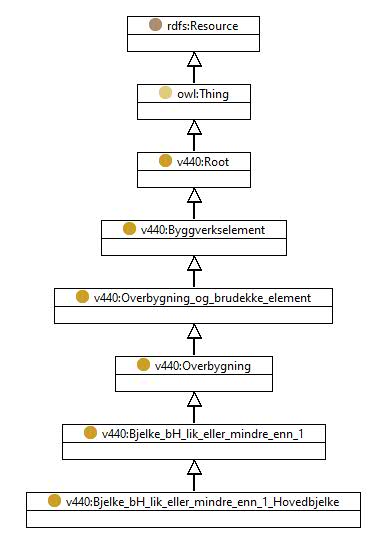 rdfs:Resource
owl:Thing
v440:Root
v440:Byggverkselement
v440:Overbygning_og_brudekke_element
v440:Overbygning
v440:Bjelke_bH_lik_eller_mindre_enn_1
v440:Bjelke_bH_lik_eller_mindre_enn_1_Hovedbjelke